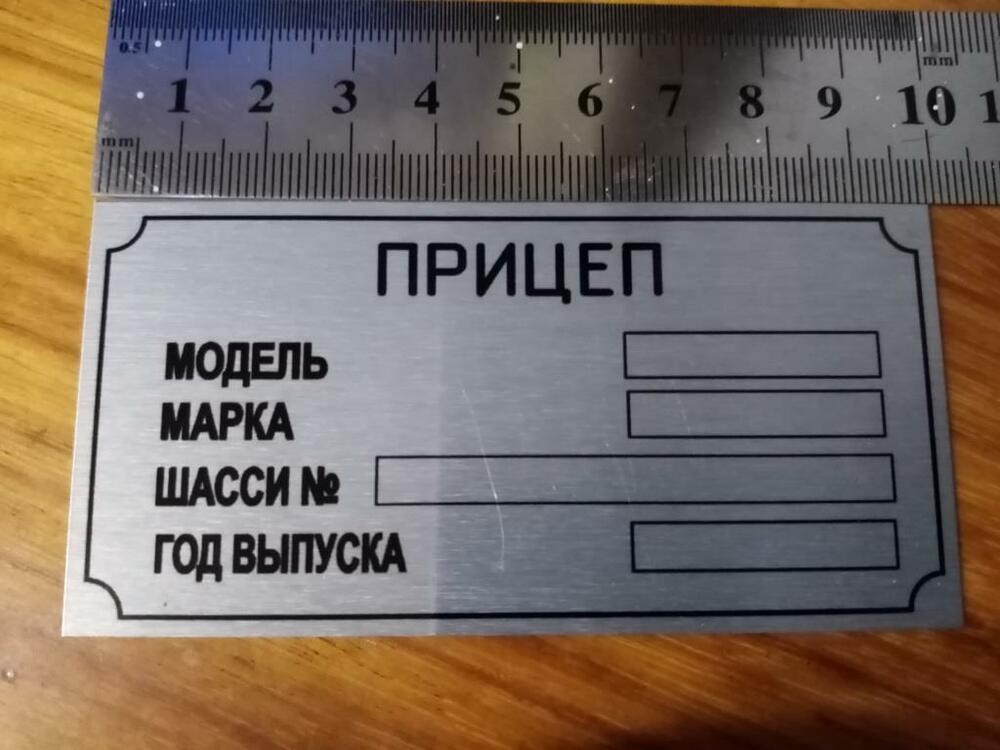 0.5
mm
1 2 3 4 5 6 7 8 9 10 1
mm
ПРИЦЕП
МОДЕЛЬ
МАРКА
ШАССИ №
ГОД ВЫПУСКА